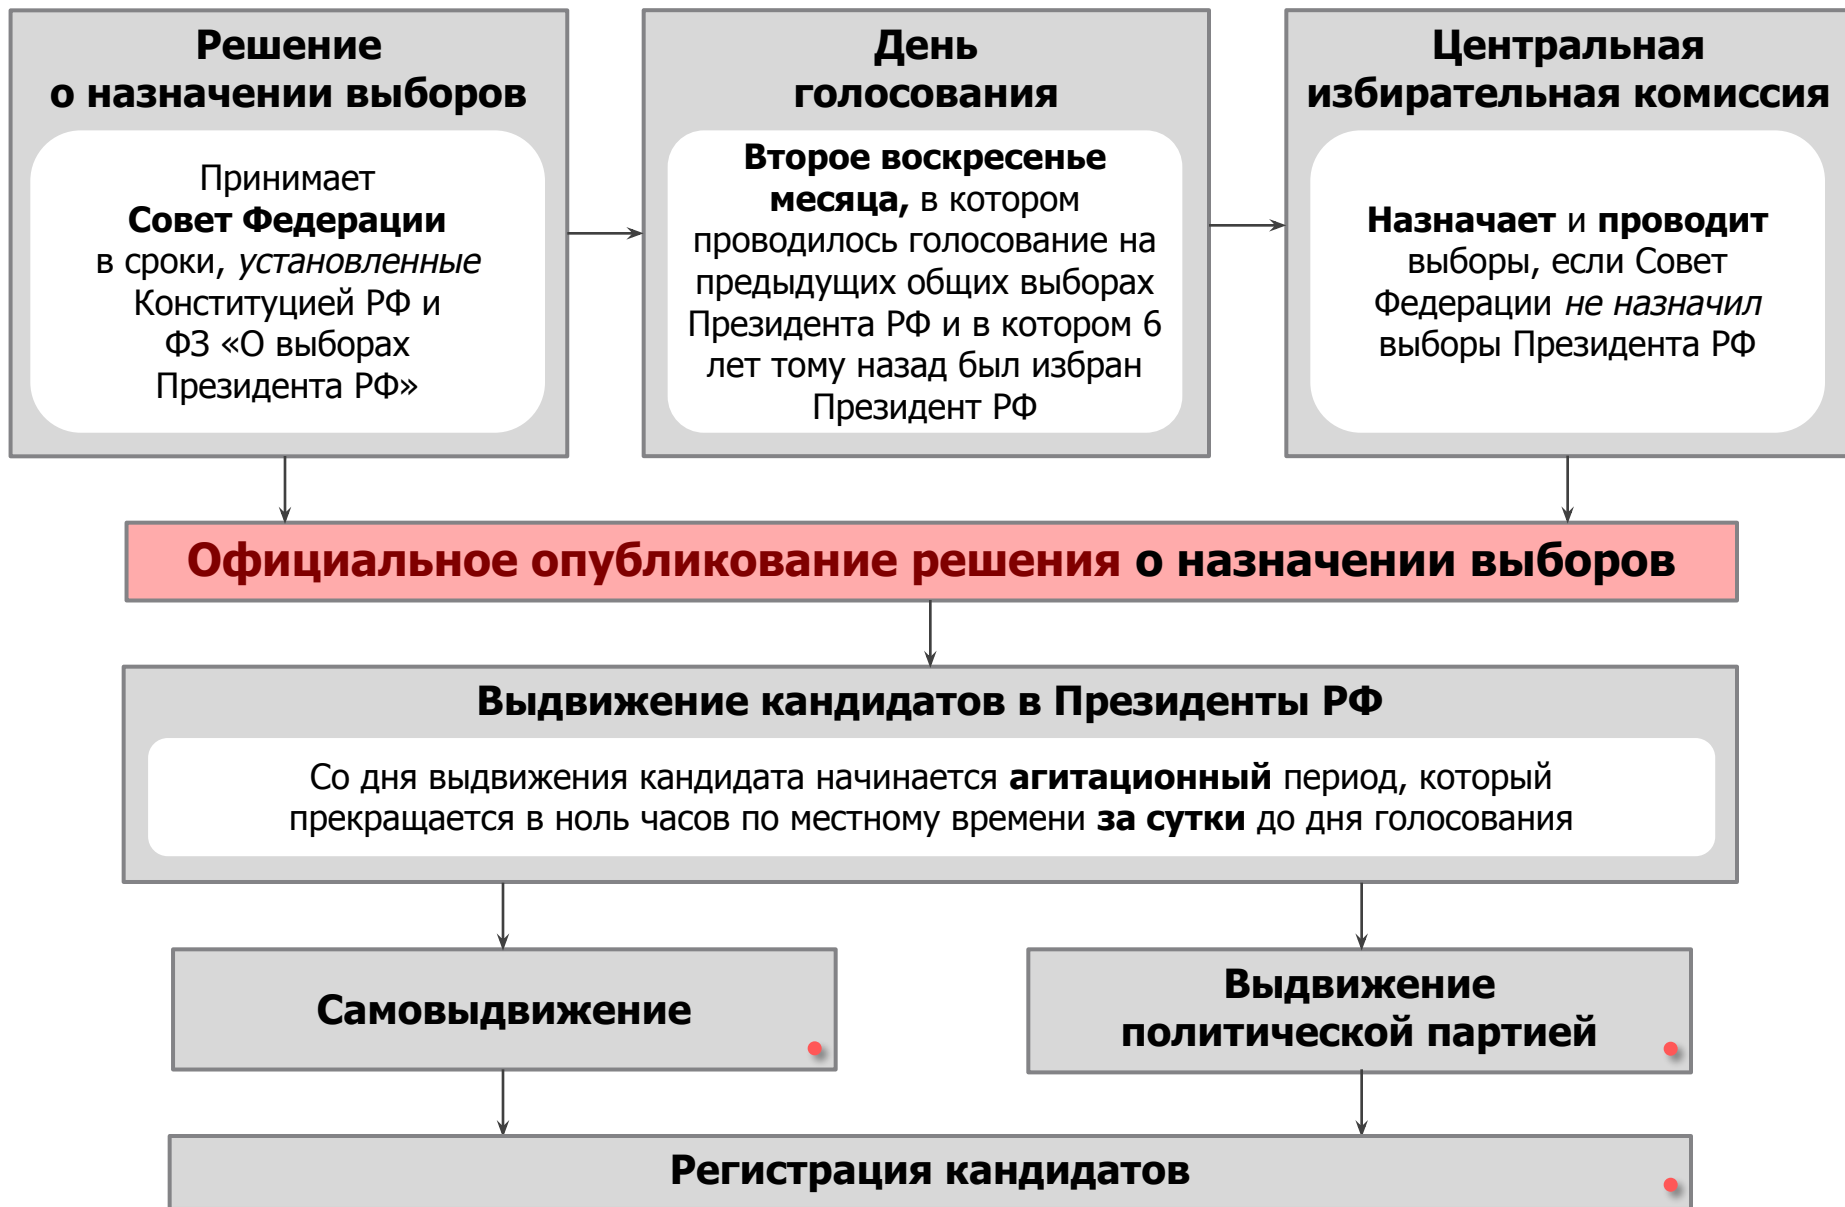 Решение
о назначении выборов
Принимает
Совет Федерации
в сроки, установленные
Конституцией РФ и
ФЗ «О выборах
Президента РФ»
День
голосования
Второе воскресенье
месяца, в котором
проводилось голосование на
предыдущих общих выборах
Президента РФ и в котором 6
лет тому назад был избран
Президент РФ
Центральная
избирательная комиссия
Назначает и проводит
выборы, если Совет
Федерации не назначил
выборы Президента РФ
Официальное опубликование решения о назначении выборов
Выдвижение кандидатов в Президенты РФ
Со дня выдвижения кандидата начинается агитационный период, который
прекращается в ноль часов по местному времени за сутки до дня голосования
Самовыдвижение
Выдвижение
политической партией
Регистрация кандидатов